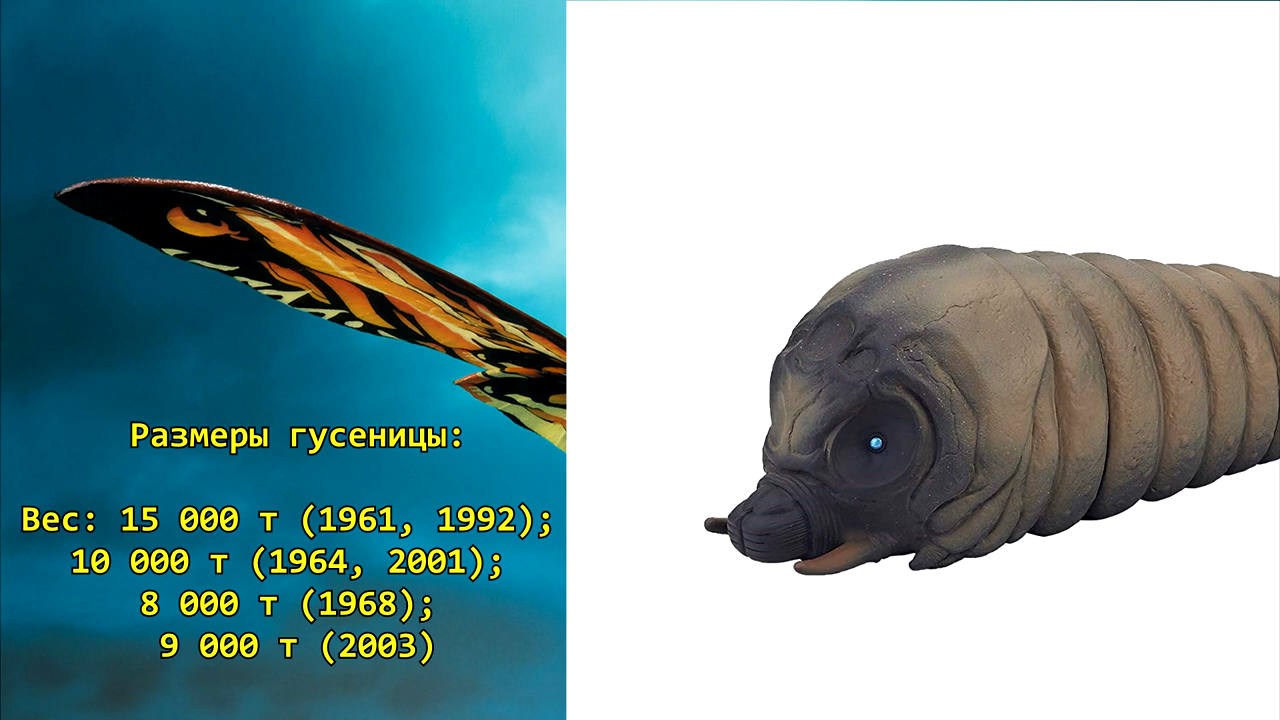 Размеры гусеницы:
Вес: 15 000 т (1961, 1992);
10 000 т (1964, 2001);
8 000 т (1968);
9 000 т (2003)